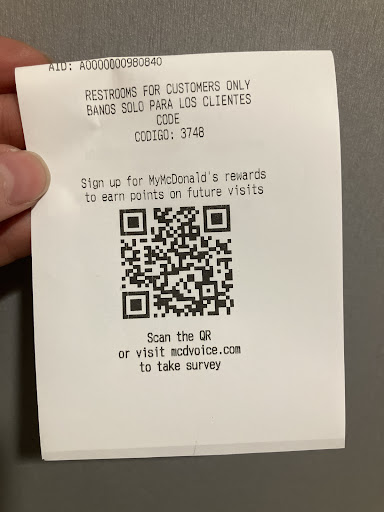 AID: A0000000980840
RESTROOMS FOR CUSTOMERS ONLY
BANOS SOLO PARA LOS CLIENTES
CODE
CODIGO: 3748
Sign up for MyMcDonald's rewards
to earn points on future visits
Scan the QR
or visit mcdvoice.com
to take survey